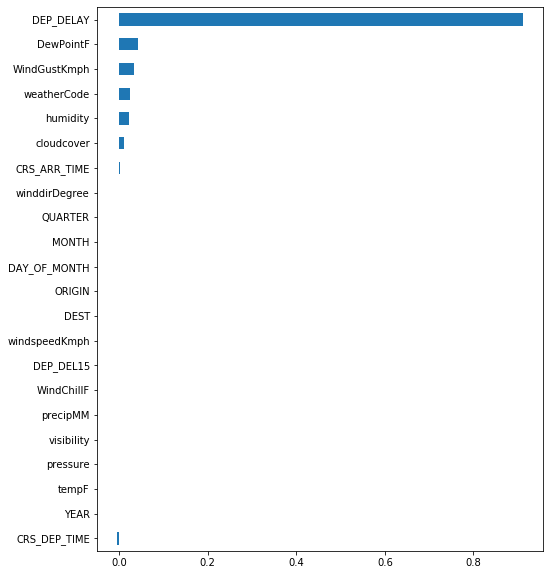 DEP_DELAY
DewPointF
WindGustKmph
weatherCode
humidity
cloudcover
CRS_ARR_TIME
winddirDegree
QUARTER
MONTH
DAY_OF_MONTH
ORIGIN
DEST
windspeedKmph
DEP_DEL15
WindChillF
precipMM
visibility
pressure
tempF
YEAR
CRS_DEP_TIME
0.0 0.2 0.4 0.6 0.8